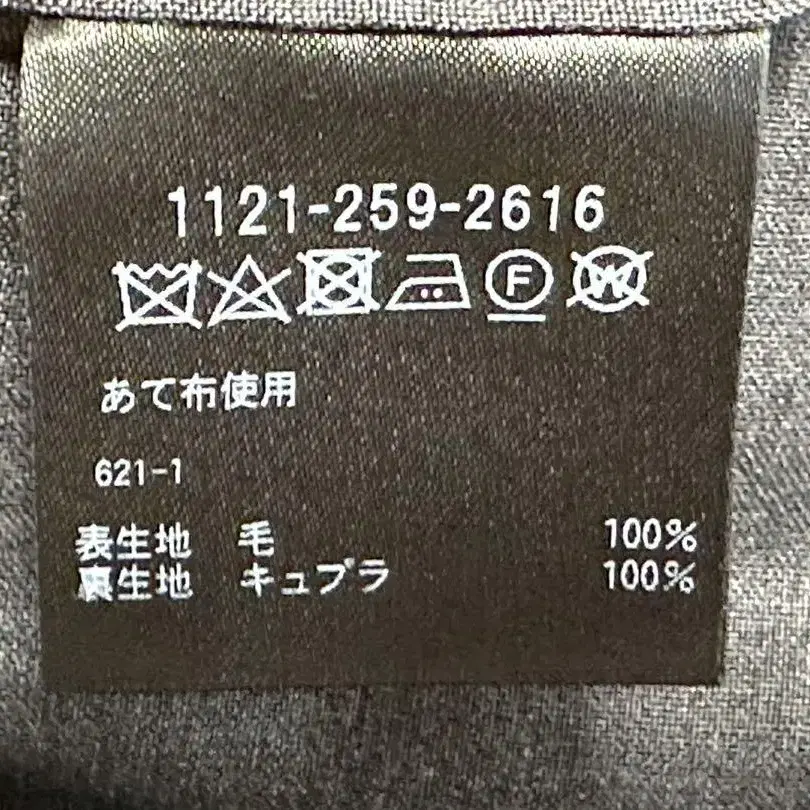 1121-259-2616
F W
あて布使用
621-1
表生地 毛 100%
裏生地 キュプラ 100%